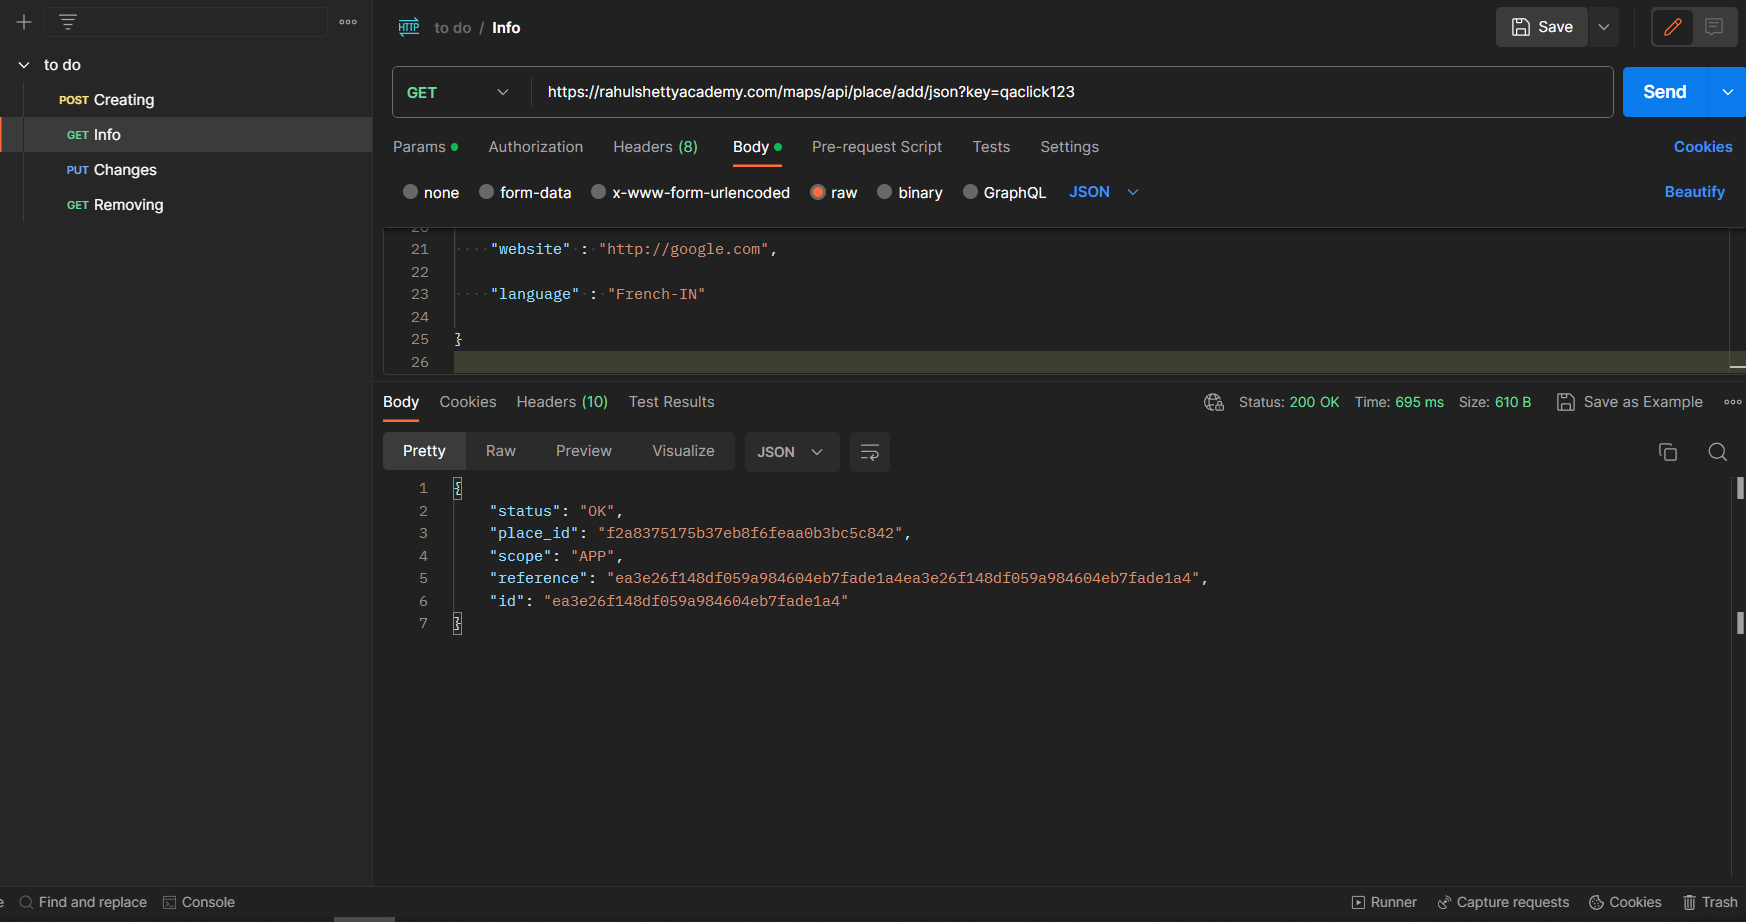 to do / Info
Save
to do
POST Creating
GET Info
PUT Changes
GET Removing
HTTP
GET https://rahulshettyacademy.com/maps/api/place/add/json?key=qaclick123
Send
Params Authorization Headers (8) Body Pre-request Script Tests Settings Cookies
none form-data x-www-form-urlencoded raw binary GraphQL JSON Beautify
20
21 "website" : "http://google.com",
22
23 "language" : "French-IN"
24
25 }
26
Body Cookies Headers (10) Test Results Status: 200 OK Time: 695 ms Size: 610 B Save as Example
Pretty Raw Preview Visualize JSON
1 {
2 "status": "OK",
3 "place_id": "f2a8375175b37eb8f6feaa0b3bc5c842",
4 "scope": "APP",
5 "reference": "ea3e26f148df059a984604eb7fade1a4ea3e26f148df059a984604eb7fade1a4",
6 "id": "ea3e26f148df059a984604eb7fade1a4"
7 }
Find and replace Console Runner Capture requests Cookies Trash